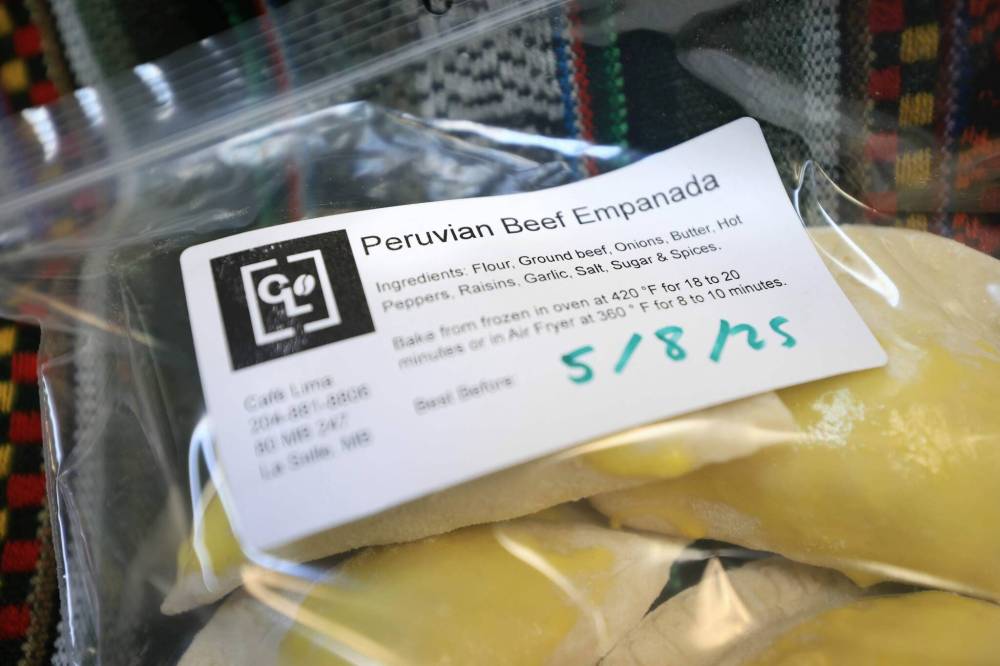 Peruvian Beef Empanada
Ingredients: Flour, Ground beef, Onions, Butter, Hot
Peppers, Raisins, Garlic, Salt, Sugar & Spices.
Bake from frozen in oven at 420 °F for 18 to 20
minutes or in Air Fryer at 360 ° F for 8 to 10 minutes.
Best Before: 5/8/25
CL
Café Lima
204-881-8806
80 MB 247
La Salle, MB